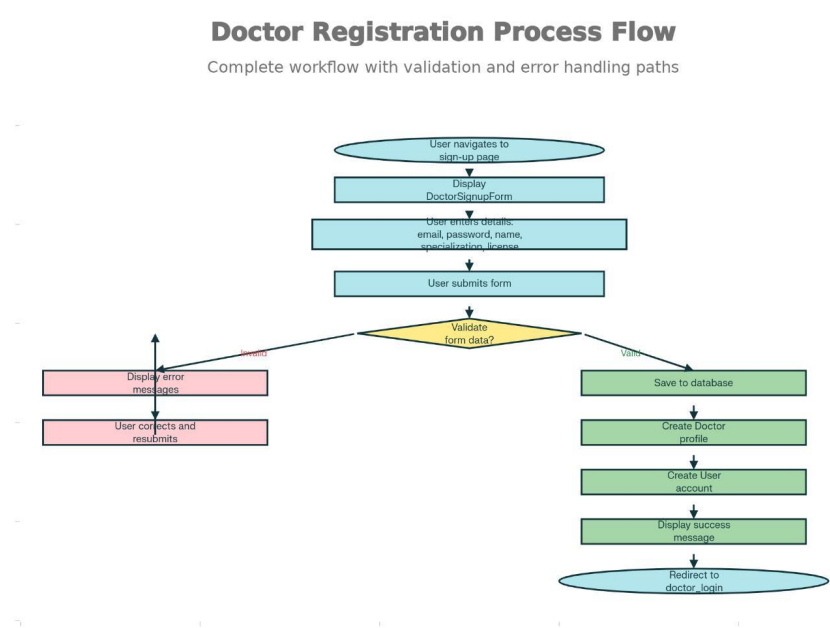 Doctor Registration Process Flow
Complete workflow with validation and error handling paths
User navigates to
sign-up page
Display
DoctorSignupForm
User enters details:
email, password, name,
specialization, license
User submits form
Validate
form data?
Invalid
Valid
Display error
messages
Save to database
User corrects and
resubmits
Create Doctor
profile
Create User
account
Display success
message
Redirect to
doctor_login